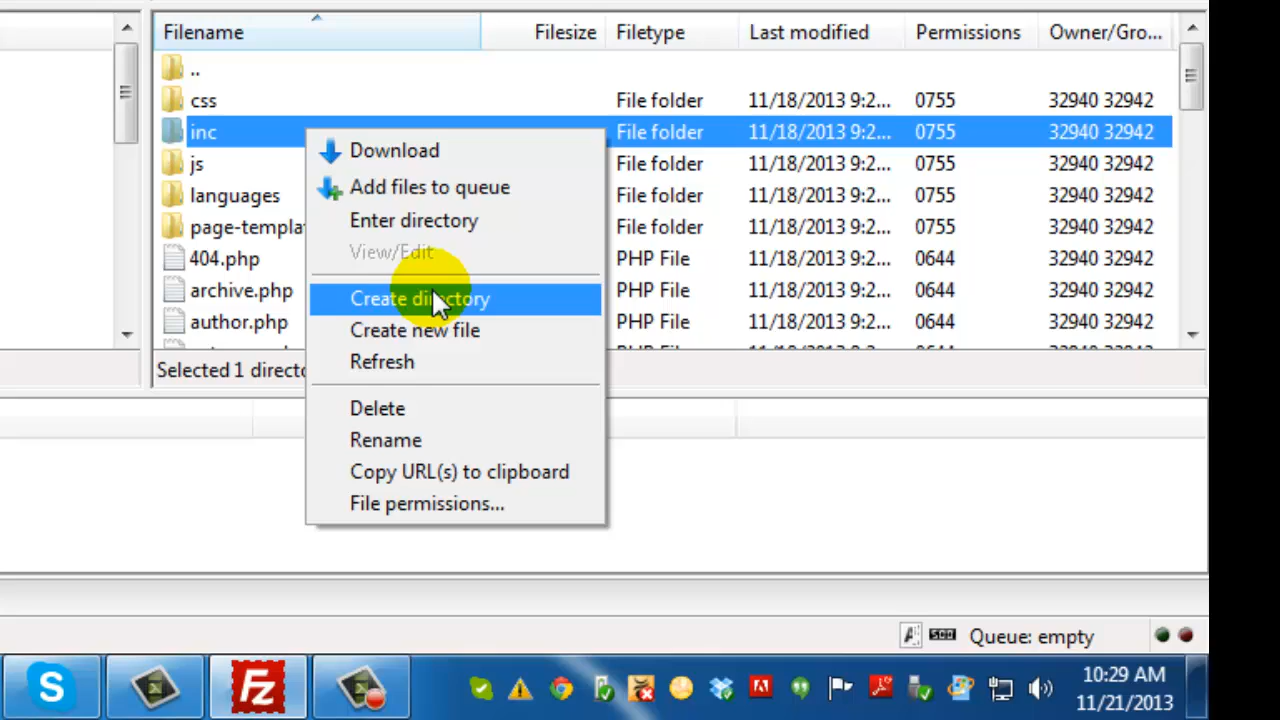 Filename Filesize Filetype Last modified Permissions Owner/Gro...
..
css File folder 11/18/2013 9:2... 0755 32940 32942
inc File folder 11/18/2013 9:2... 0755 32940 32942
js File folder 11/18/2013 9:2... 0755 32940 32942
languages File folder 11/18/2013 9:2... 0755 32940 32942
page-templa File folder 11/18/2013 9:2... 0755 32940 32942
404.php PHP File 11/18/2013 9:2... 0644 32940 32942
archive.php PHP File 11/18/2013 9:2... 0644 32940 32942
author.php PHP File 11/18/2013 9:2... 0644 32940 32942
Selected 1 directo
Download
Add files to queue
Enter directory
View/Edit
Create directory
Create new file
Refresh
Delete
Rename
Copy URL(s) to clipboard
File permissions...
Queue: empty
S
Fz
10:29 AM
11/21/2013